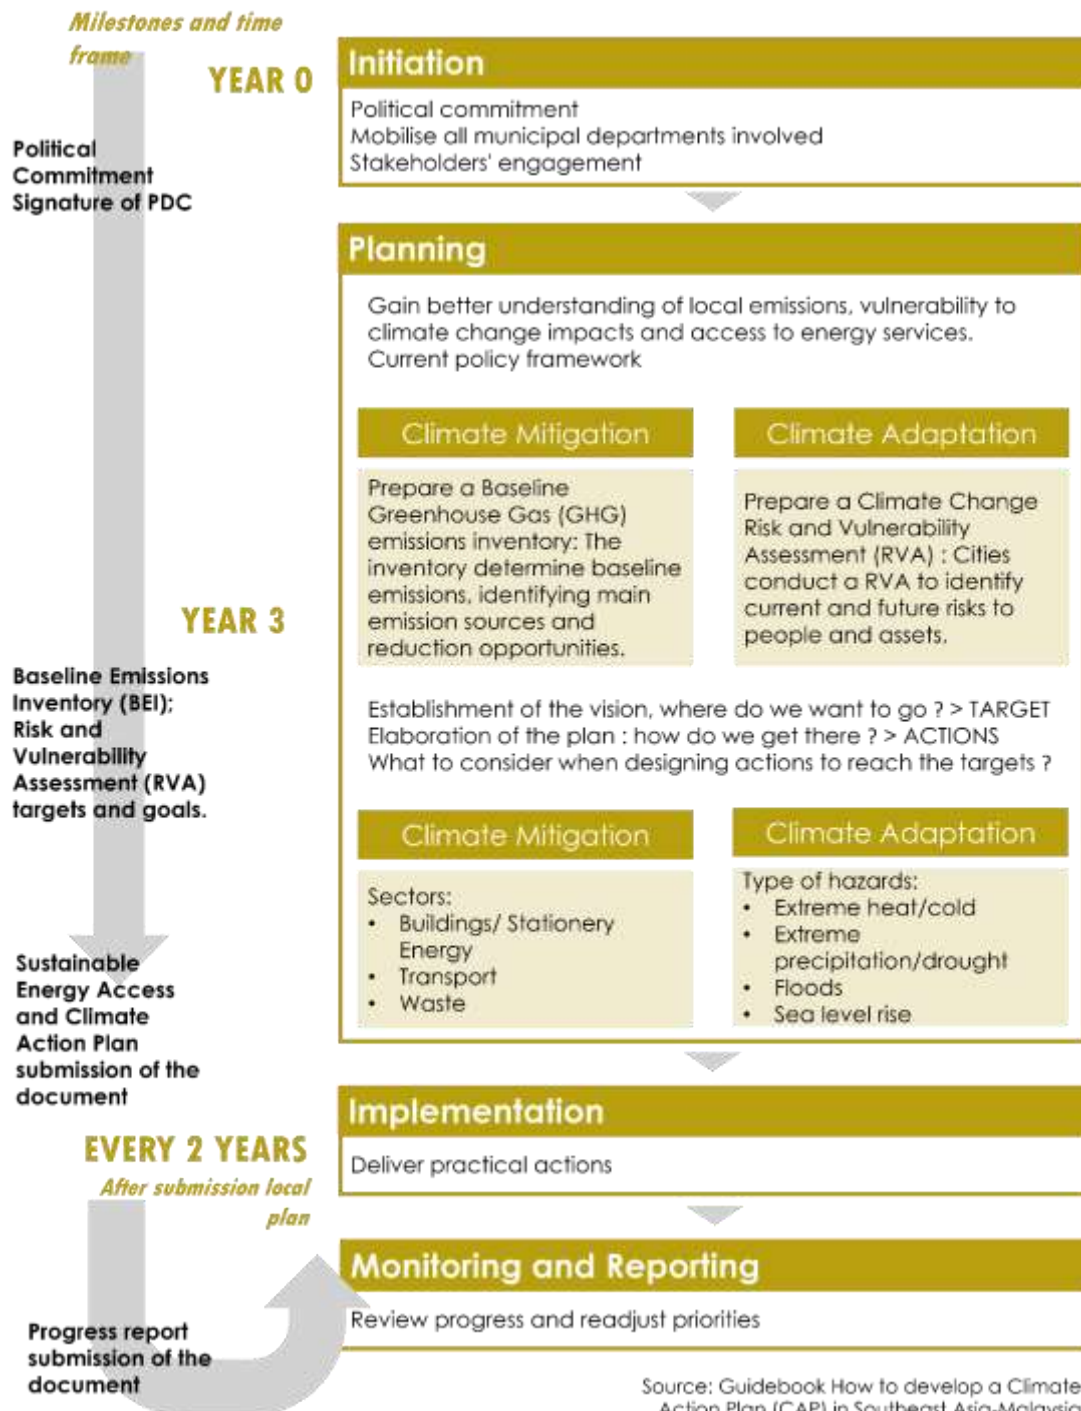 Milestones and time
frame
YEAR 0
Political
Commitment
Signature of PDC
Initiation
Political commitment
Mobilise all municipal departments involved
Stakeholders' engagement
Planning
Gain better understanding of local emissions, vulnerability to
climate change impacts and access to energy services.
Current policy framework
Climate Mitigation
Prepare a Baseline
Greenhouse Gas (GHG)
emissions inventory: The
inventory determine baseline
emissions, identifying main
emission sources and
reduction opportunities.
Climate Adaptation
Prepare a Climate Change
Risk and Vulnerability
Assessment (RVA) : Cities
conduct a RVA to identify
current and future risks to
people and assets.
YEAR 3
Baseline Emissions
Inventory (BEI);
Risk and
Vulnerability
Assessment (RVA)
targets and goals.
Establishment of the vision, where do we want to go ? > TARGET
Elaboration of the plan : how do we get there ? > ACTIONS
What to consider when designing actions to reach the targets ?
Climate Mitigation
Sectors:
• Buildings/ Stationery
Energy
• Transport
• Waste
Climate Adaptation
Type of hazards:
• Extreme heat/cold
• Extreme
precipitation/drought
• Floods
• Sea level rise
Sustainable
Energy Access
and Climate
Action Plan
submission of the
document
Implementation
Deliver practical actions
EVERY 2 YEARS
After submission local
plan
Monitoring and Reporting
Review progress and readjust priorities
Progress report
submission of the
document
Source: Guidebook How to develop a Climate
Action Plan (CAP) in Southeast Asia-Malaysia